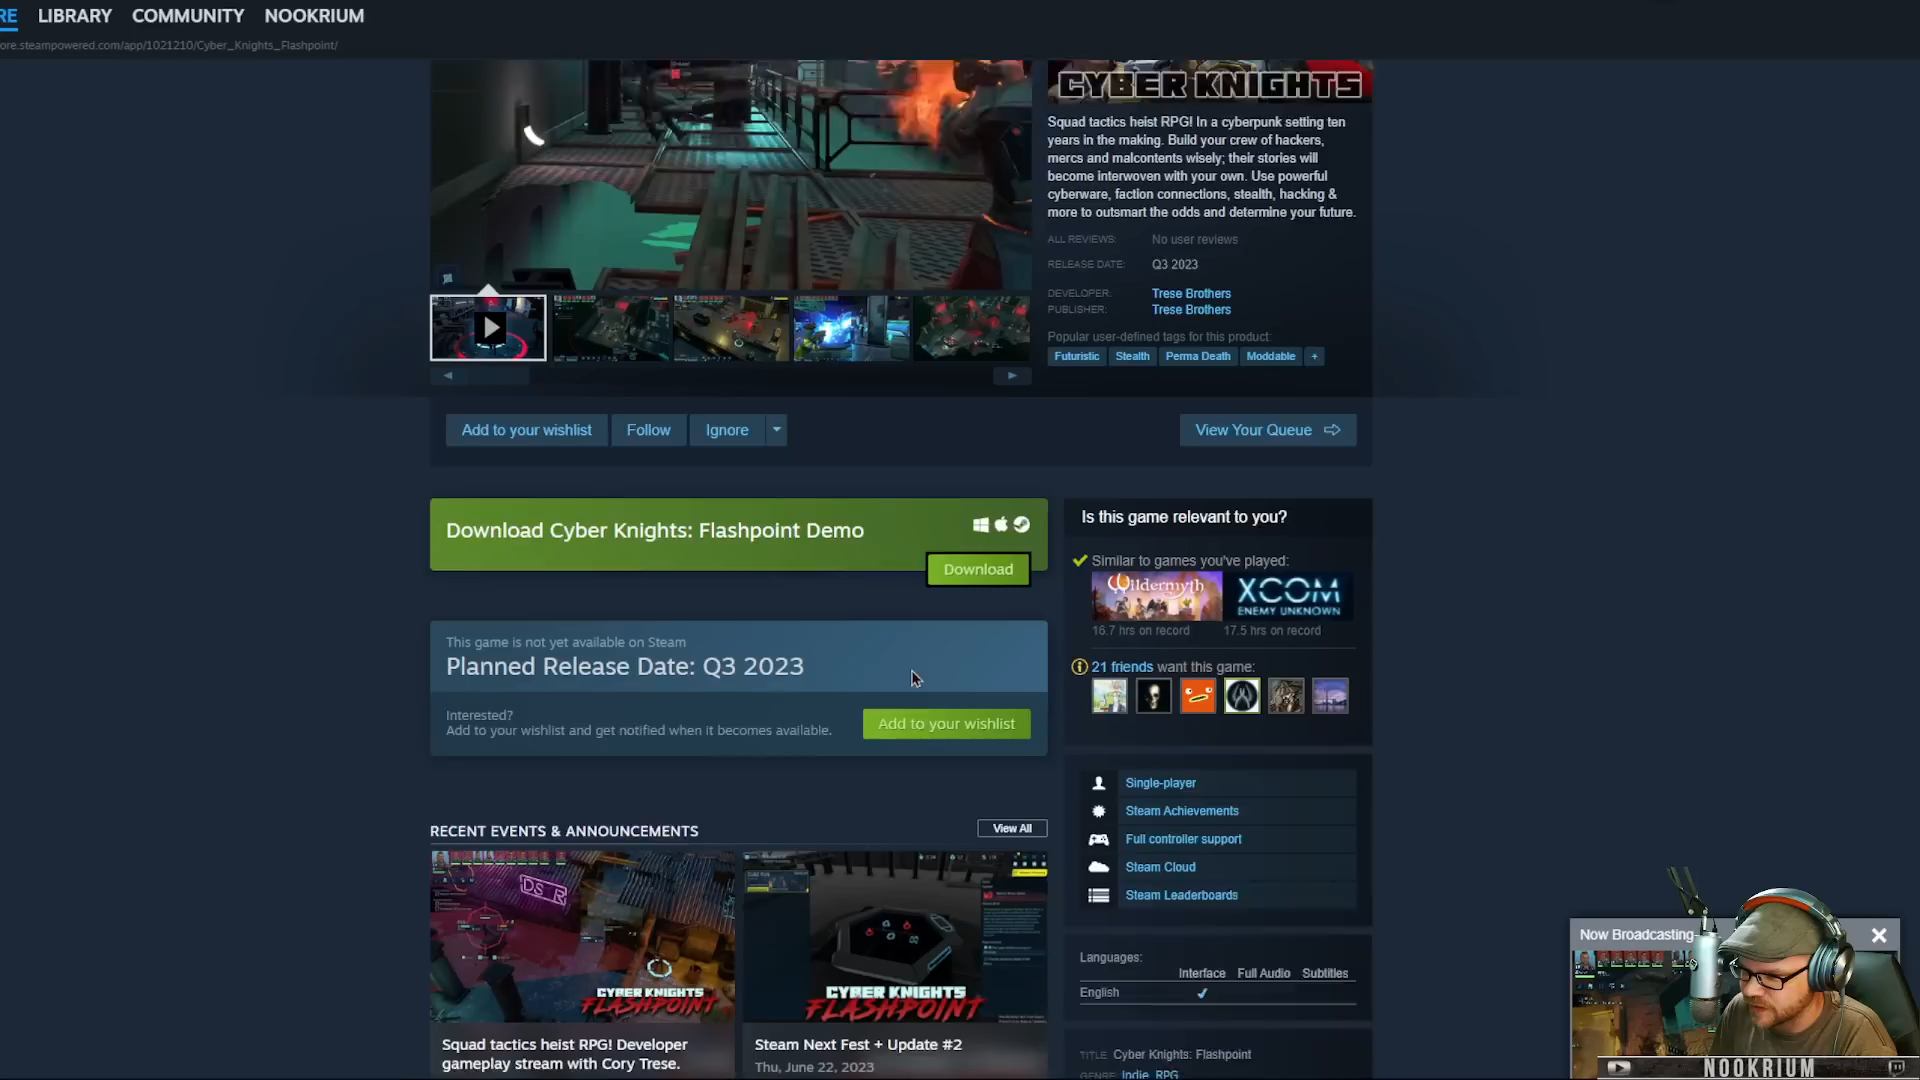 RE LIBRARY COMMUNITY NOOKRIUM
ore.steampowered.com/app/1021210/Cyber_Knights_Flashpoint/
CYBER KNIGHTS
Squad tactics heist RPG! In a cyberpunk setting ten
years in the making. Build your crew of hackers,
mercs and malcontents wisely; their stories will
become interwoven with your own. Use powerful
cyberware, faction connections, stealth, hacking &
more to outsmart the odds and determine your future.
ALL REVIEWS: No user reviews
RELEASE DATE: Q3 2023
DEVELOPER: Trese Brothers
PUBLISHER: Trese Brothers
Popular user-defined tags for this product:
Futuristic Stealth Perma Death Moddable +
Add to your wishlist Follow Ignore View Your Queue
Download Cyber Knights: Flashpoint Demo
Download
This game is not yet available on Steam
Planned Release Date: Q3 2023
Interested?
Add to your wishlist and get notified when it becomes available.
Add to your wishlist
Is this game relevant to you?
Similar to games you've played:
Wildermyth XCOM
ENEMY UNKNOWN
16.7 hrs on record 17.5 hrs on record
21 friends want this game:
Single-player
Steam Achievements
Full controller support
Steam Cloud
Steam Leaderboards
Languages:
Interface Full Audio Subtitles
English ✔
TITLE: Cyber Knights: Flashpoint
GENRE: Indie, RPG
RECENT EVENTS & ANNOUNCEMENTS View All
CYBER KNIGHTS
FLASHPOINT
Squad tactics heist RPG! Developer
gameplay stream with Cory Trese.
CYBER KNIGHTS
FLASHPOINT
Steam Next Fest + Update #2
Thu, June 22, 2023
Now Broadcasting
NOOKRIUM